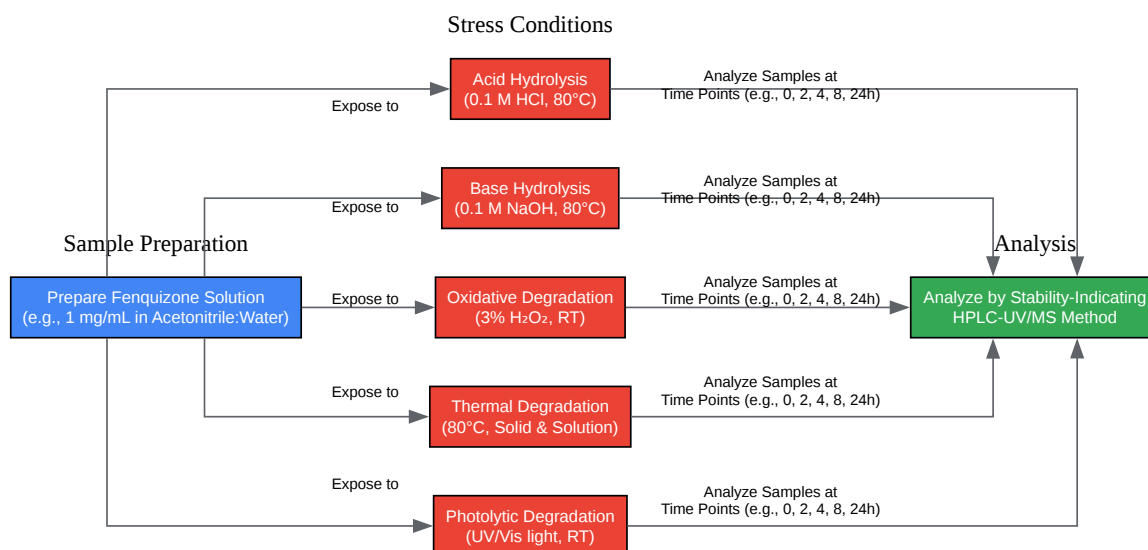 Stress Conditions
Acid Hydrolysis
(0.1 M HCl, 80°C)
Expose to
Analyze Samples at
Time Points (e.g., 0, 2, 4, 8, 24h)
Base Hydrolysis
(0.1 M NaOH, 80°C)
Expose to
Analyze Samples at
Time Points (e.g., 0, 2, 4, 8, 24h)
Sample Preparation
Analysis
Prepare Fenquizone Solution
(e.g., 1 mg/mL in Acetonitrile:Water)
Expose to
Oxidative Degradation
(3% H₂O₂, RT)
Analyze Samples at
Time Points (e.g., 0, 2, 4, 8, 24h)
Analyze by Stability-Indicating
HPLC-UV/MS Method
Expose to
Thermal Degradation
(80°C, Solid & Solution)
Analyze Samples at
Time Points (e.g., 0, 2, 4, 8, 24h)
Expose to
Photolytic Degradation
(UV/Vis light, RT)
Analyze Samples at
Time Points (e.g., 0, 2, 4, 8, 24h)